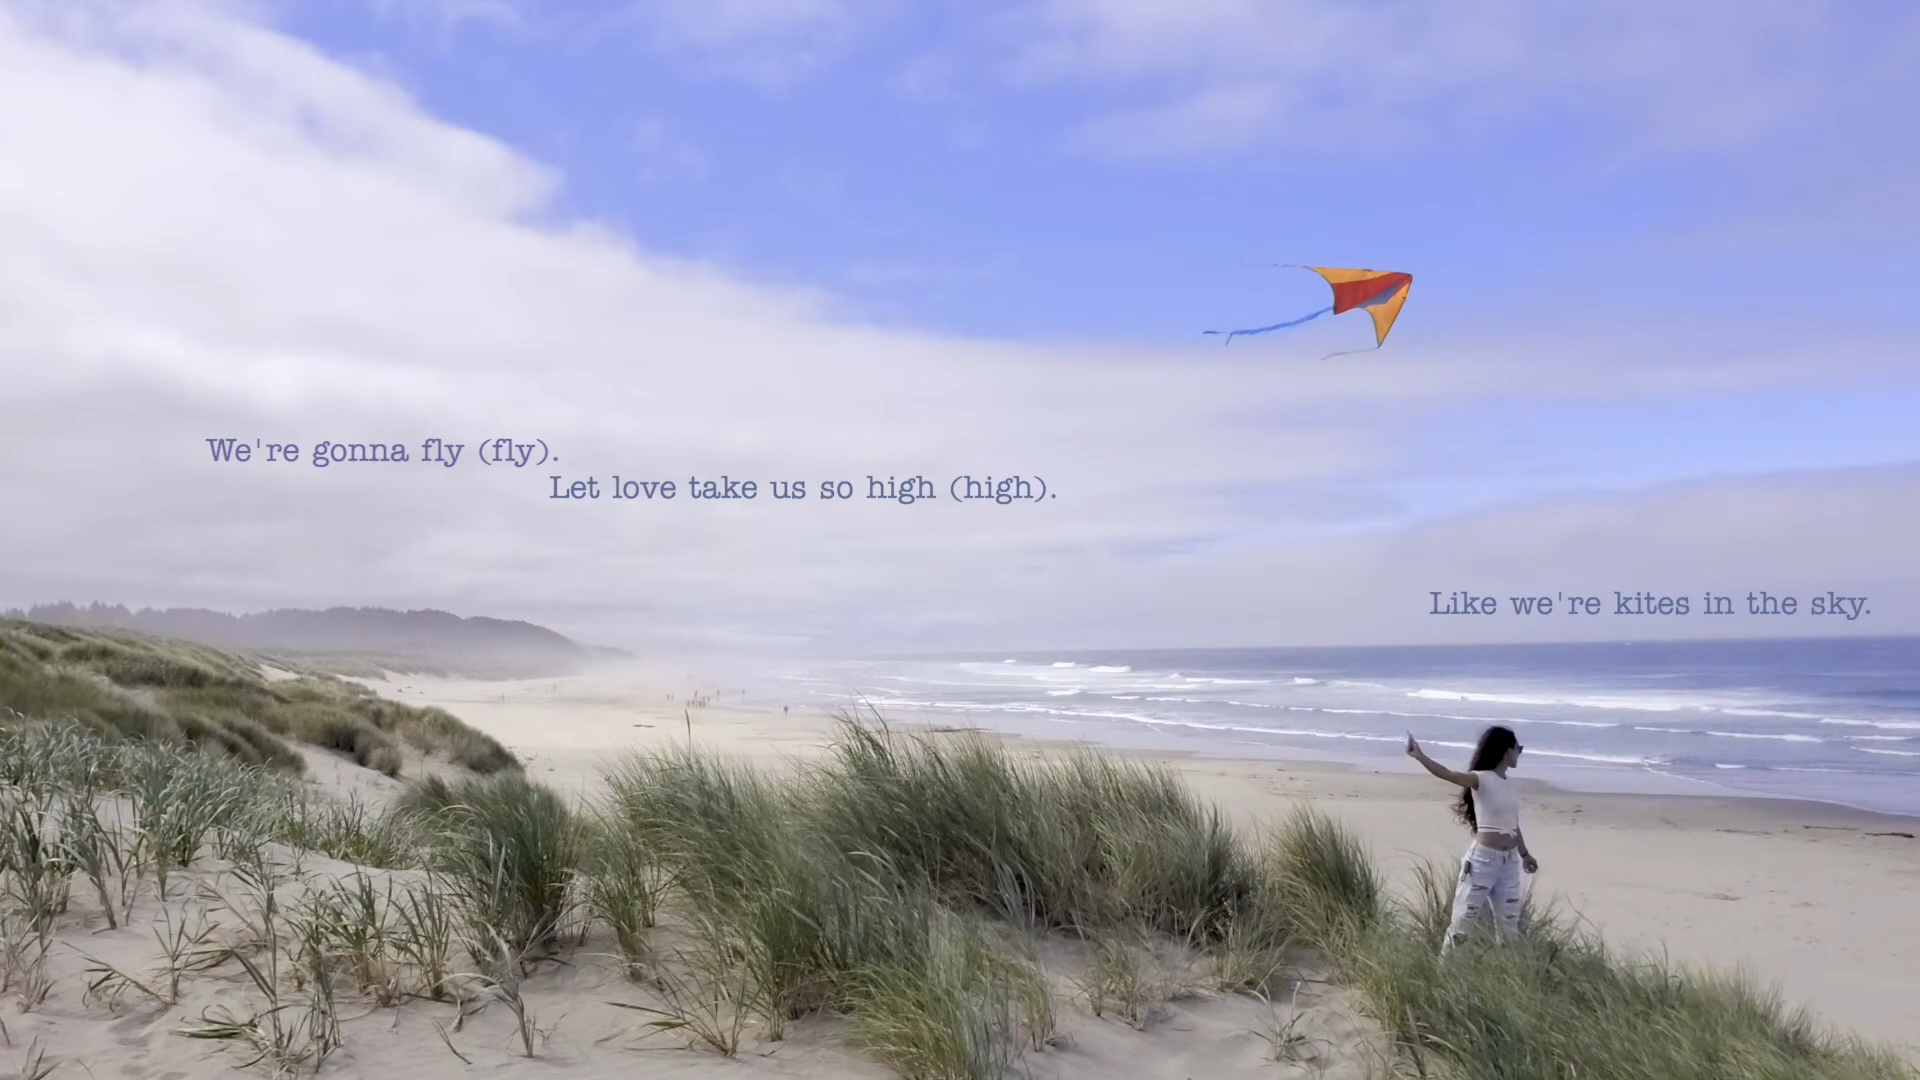 We're gonna fly (fly).
Let love take us so high (high).
Like we're kites in the sky.